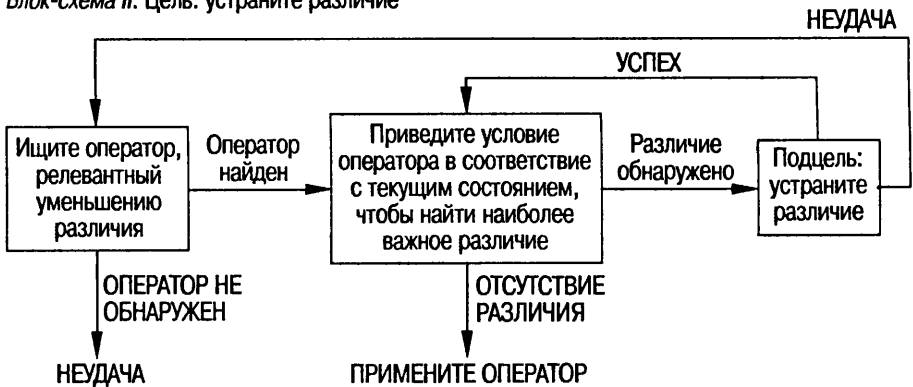 Блок-схема II. Цель: устраните различие
НЕУДАЧА
УСПЕХ
Ищите оператор,
релевантный
уменьшению
различия
Оператор
найден
Приведите условие
оператора в соответствие
с текущим состоянием,
чтобы найти наиболее
важное различие
Различие
обнаружено
Подцель:
устраните
различие
ОПЕРАТОР НЕ
ОБНАРУЖЕН
ОТСУТСТВИЕ
РАЗЛИЧИЯ
НЕУДАЧА
ПРИМЕНИТЕ ОПЕРАТОР